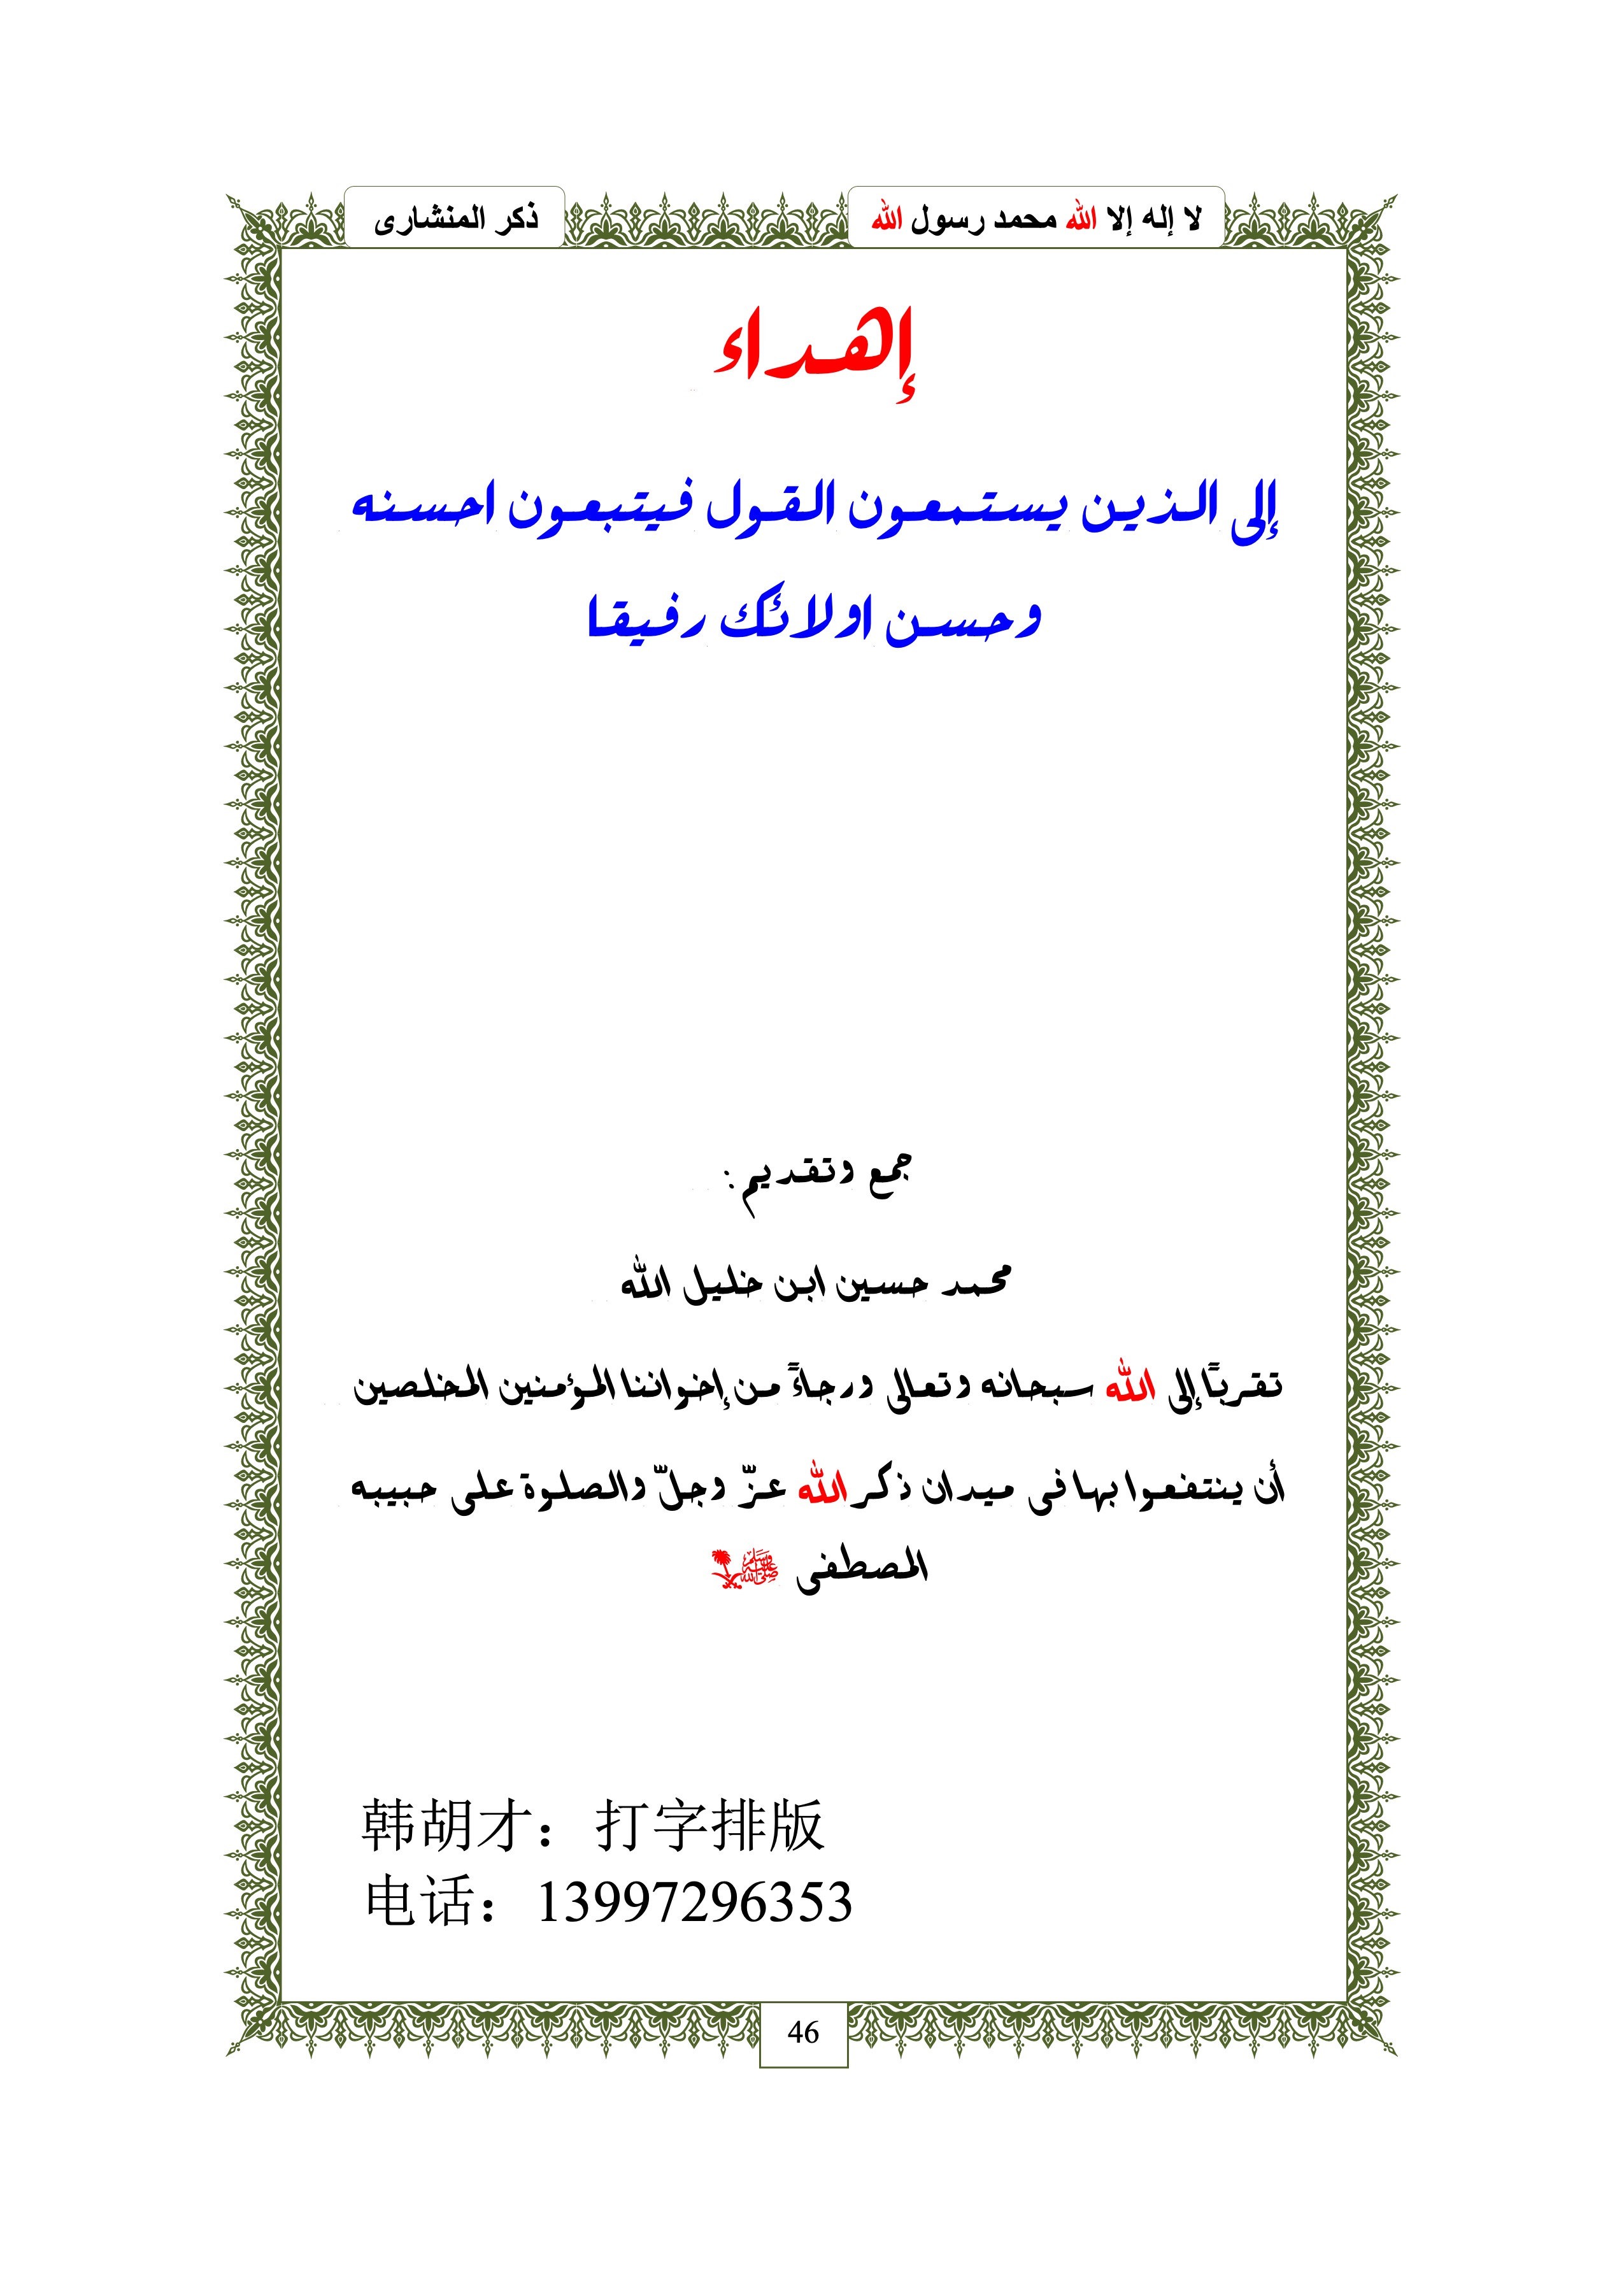 لا إله إلا الله محمد رسول الله
ذكر المنشارى
إهداء
إلى الذين يستمعون القول فيتبعون احسنه
وحسن اولائك رفيقا
جمع وتقديم:
محمد حسين ابن خليل الله
تقربًا إلى الله سبحانه وتعالى ورجاءً من إخواننا المؤمنين المخلصين
أن ينتفعوا بها فى ميدان ذكر الله عزّ وجلّ والصلوة على حبيبه
المصطفى ﷺ
韩胡才：打字排版
电话：13997296353
46